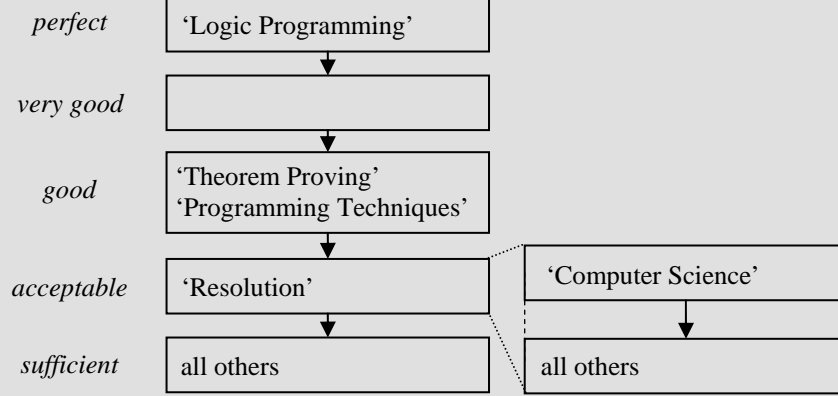 perfect
‘Logic Programming’
very good
good
‘Theorem Proving’
‘Programming Techniques’
acceptable
‘Resolution’
‘Computer Science’
sufficient
all others
all others